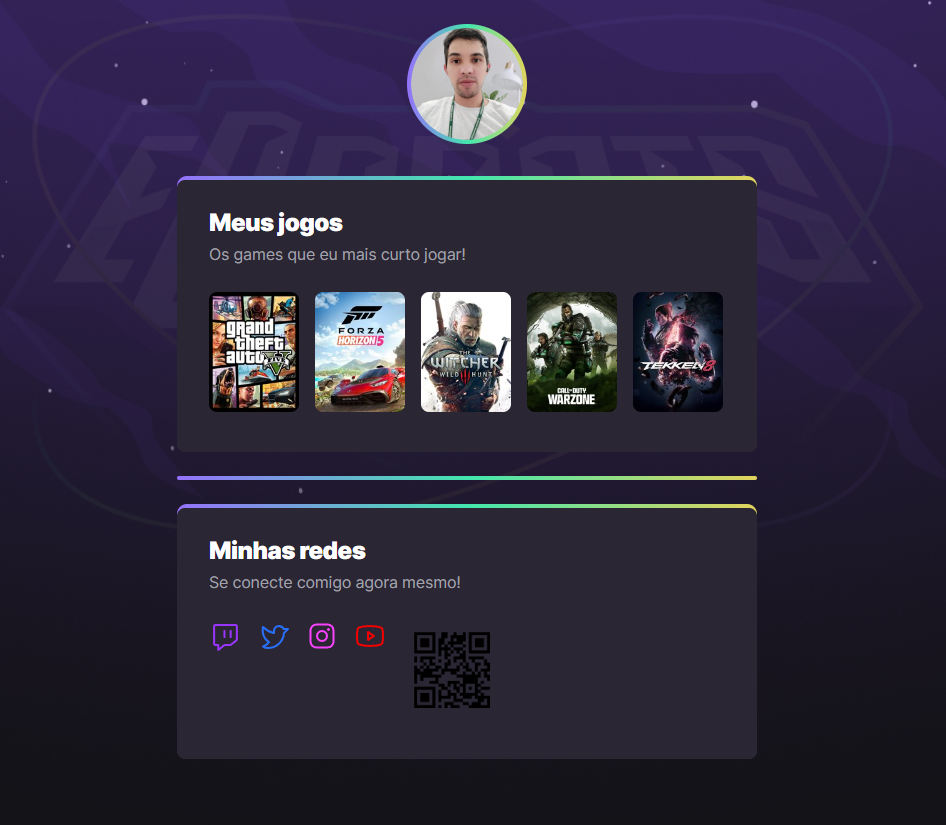 ESPORTS
Meus jogos
Os games que eu mais curto jogar!
grand
theft
auto
V
FORZA
HORIZON 5
THE
WITCHER
WILD HUNT
CALL OF DUTY
WARZONE
TEKKEN 8
Minhas redes
Se conecte comigo agora mesmo!